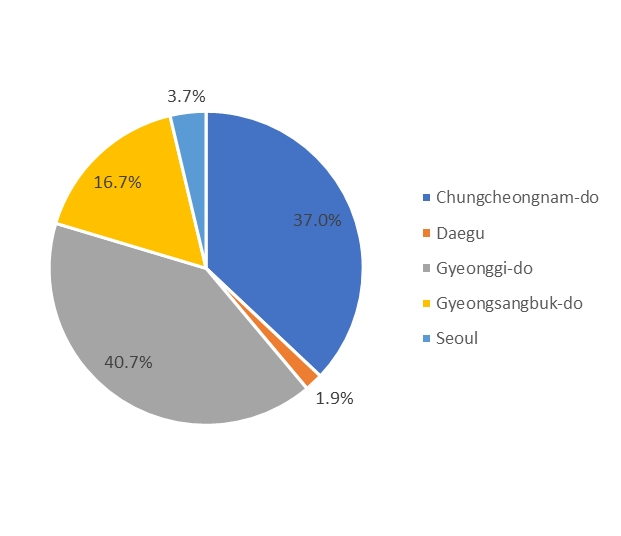 3.7%
16.7%
37.0%
40.7%
1.9%
Chungcheongnam-do
Daegu
Gyeonggi-do
Gyeongsangbuk-do
Seoul